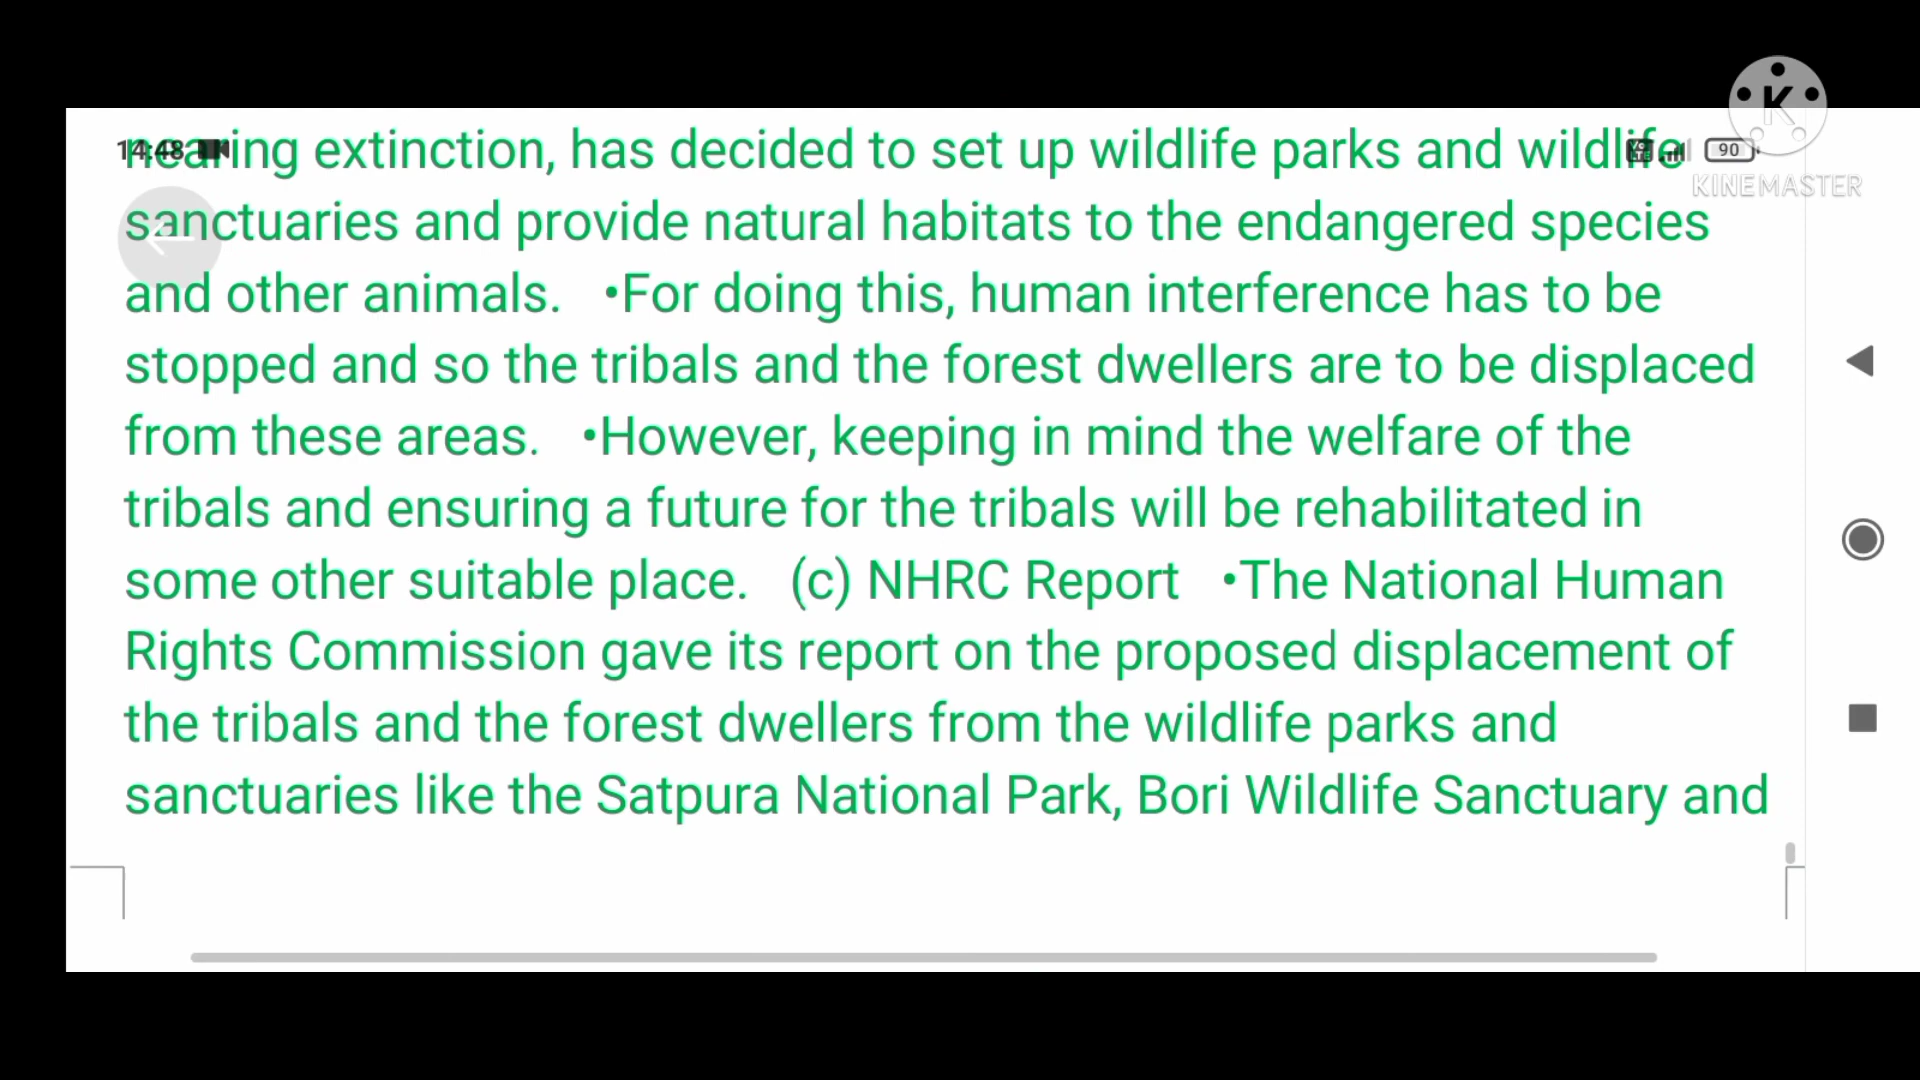 14:48
90
K
KINEMASTER
nearing extinction, has decided to set up wildlife parks and wildlife
sanctuaries and provide natural habitats to the endangered species
and other animals. •For doing this, human interference has to be
stopped and so the tribals and the forest dwellers are to be displaced
from these areas. •However, keeping in mind the welfare of the
tribals and ensuring a future for the tribals will be rehabilitated in
some other suitable place. (c) NHRC Report •The National Human
Rights Commission gave its report on the proposed displacement of
the tribals and the forest dwellers from the wildlife parks and
sanctuaries like the Satpura National Park, Bori Wildlife Sanctuary and